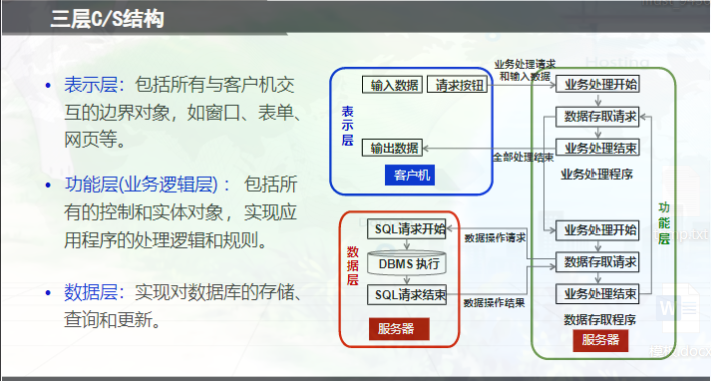 三层C/S结构
• 表示层：包括所有与客户机交
互的边界对象，如窗口、表单、
网页等。
• 功能层(业务逻辑层)：包括所
有的控制和实体对象，实现应
用程序的处理逻辑和规则。
• 数据层：实现对数据库的存储、
查询和更新。
表示层
输入数据
请求按钮
输出数据
客户机
业务处理请求
和输入数据
全部处理结束
功能层
业务处理开始
数据存取请求
业务处理结束
业务处理程序
业务处理开始
数据存取请求
业务处理结束
数据存取程序
服务器
数据层
SQL请求开始
DBMS 执行
SQL请求结束
服务器
数据操作请求
数据操作结果
Hosting